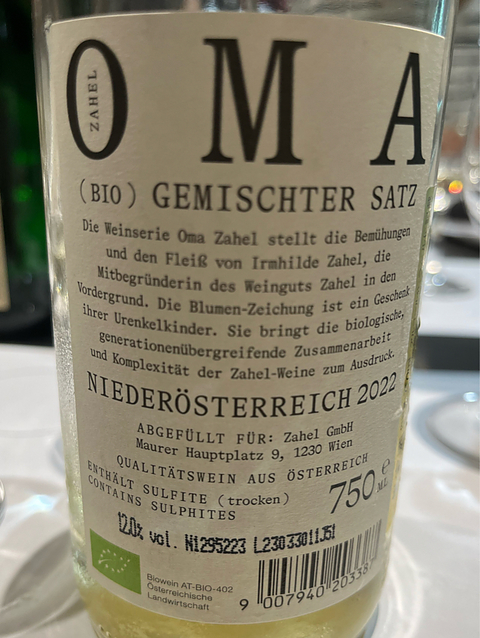 OMA
ZAHEL
(BIO) GEMISCHTER SATZ
Die Weinserie Oma Zahel stellt die Bemühungen
und den Fleiß von Irmhilde Zahel, die
Mitbegründerin des Weinguts Zahel in den
Vordergrund. Die Blumen-Zeichung ist ein Geschenk
ihrer Urenkelkinder. Sie bringt die biologische,
generationenübergreifende Zusammenarbeit
und Komplexität der Zahel-Weine zum Ausdruck.
NIEDERÖSTERREICH 2022
ABGEFÜLLT FÜR: Zahel GmbH
Maurer Hauptplatz 9, 1230 Wien
QUALITÄTSWEIN AUS ÖSTERREICH
ENTHÄLT SULFITE (trocken)
CONTAINS SULPHITES
750 ML e
12.0% vol. N1295223 L23033011J51
Biowein AT-BIO-402
Österreichische
Landwirtschaft
9 007940 20338